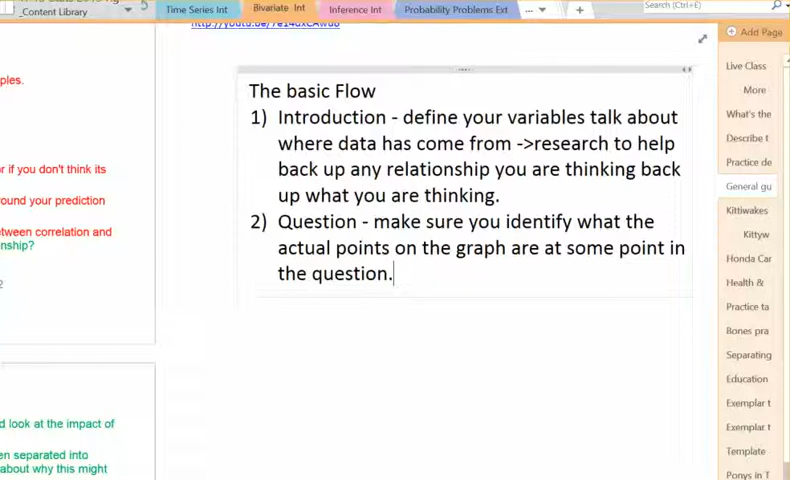 _Content Library
Time Series Int
Bivariate Int
Inference Int
Probability Problems Ext
...
+
Search (Ctrl+E)
Add Page
The basic Flow
1) Introduction - define your variables talk about
where data has come from ->research to help
back up any relationship you are thinking back
up what you are thinking.
2) Question - make sure you identify what the
actual points on the graph are at some point in
the question.
ples.
r if you don't think its
ound your prediction
etween correlation and
nship?
2
d look at the impact of
en separated into
about why this might
Live Class
More
What's the
Describe t
Practice de
General gu
Kittiwakes
Kittyw
Honda Car
Health &
Practice ta
Bones pra
Separating
Education
Exemplar t
Exemplar t
Template
Ponys in T